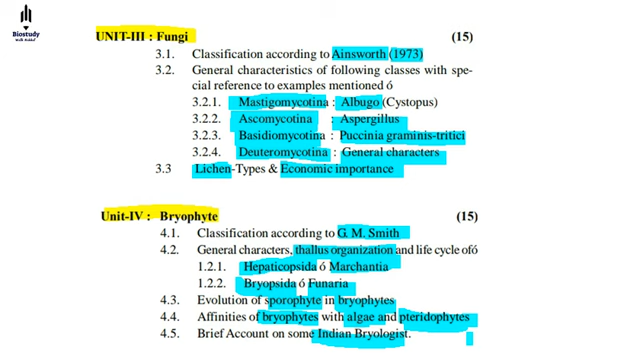 Biostudy
UNIT-III : Fungi (15)
3.1. Classification according to Ainsworth (1973)
3.2. General characteristics of following classes with spe-
cial reference to examples mentioned ó
3.2.1. Mastigomycotina : Albugo (Cystopus)
3.2.2. Ascomycotina : Aspergillus
3.2.3. Basidiomycotina : Puccinia graminis-tritici
3.2.4. Deuteromycotina : General characters
3.3 Lichen-Types & Economic importance
Unit-IV : Bryophyte (15)
4.1. Classification according to G. M. Smith
4.2. General characters, thallus organization and life cycle ofó
1.2.1. Hepaticopsida ó Marchantia
1.2.2. Bryopsida ó Funaria
4.3. Evolution of sporophyte in bryophytes
4.4. Affinities of bryophytes with algae and pteridophytes
4.5. Brief Account on some Indian Bryologist.